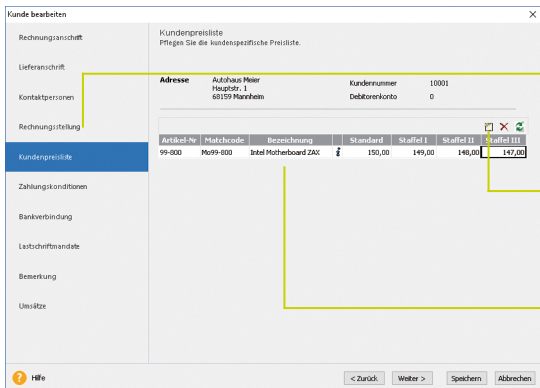 Kunde bearbeiten
Rechnungsanschrift
Lieferanschrift
Kontaktpersonen
Rechnungsstellung
Kundenpreisliste
Zahlungskonditionen
Bankverbindung
Lastschriftmandate
Bemerkung
Umsätze
Kundenpreisliste
Pflegen Sie die kundenspezifische Preisliste.
Adresse Autohaus Meier
Hauptstr. 1
68159 Mannheim
Kundennummer 10001
Debitorenkonto 0
Artikel-Nr Matchcode Bezeichnung Standard Staffel I Staffel II Staffel III
99-800 Mo99-800 Intel Motherboard ZAX i 150,00 149,00 148,00 147,00
? Hilfe
< Zurück Weiter > Speichern Abbrechen